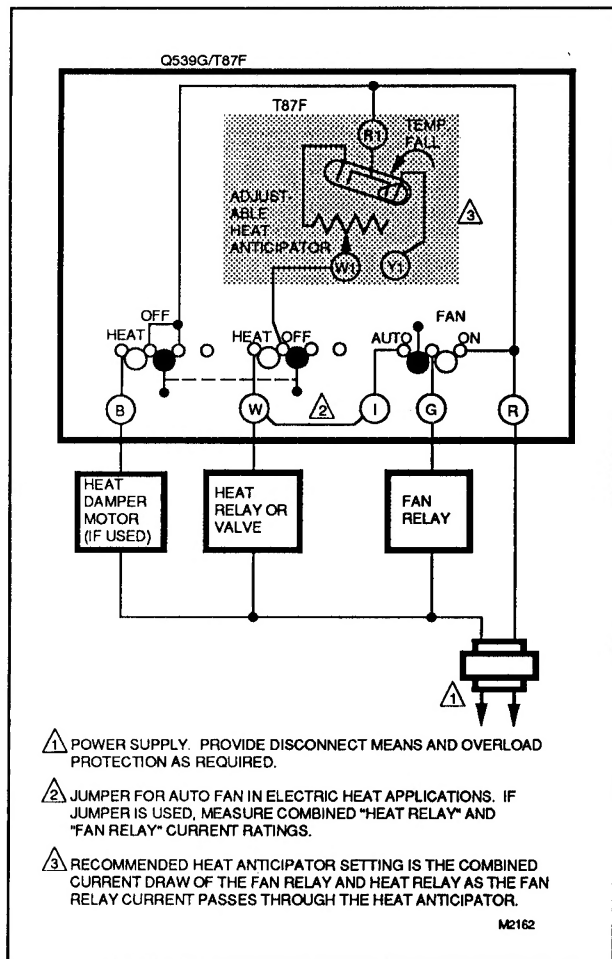 Q539G/T87F
T87F
R1
TEMP.
FALL
ADJUST-
ABLE
HEAT
ANTICIPATOR
3
W1
Y1
OFF
HEAT
HEAT OFF
FAN
AUTO
ON
B
W
2
I
G
R
HEAT
DAMPER
MOTOR
(IF USED)
HEAT
RELAY OR
VALVE
FAN
RELAY
1
1 POWER SUPPLY. PROVIDE DISCONNECT MEANS AND OVERLOAD
PROTECTION AS REQUIRED.
2 JUMPER FOR AUTO FAN IN ELECTRIC HEAT APPLICATIONS. IF
JUMPER IS USED, MEASURE COMBINED "HEAT RELAY" AND
"FAN RELAY" CURRENT RATINGS.
3 RECOMMENDED HEAT ANTICIPATOR SETTING IS THE COMBINED
CURRENT DRAW OF THE FAN RELAY AND HEAT RELAY AS THE FAN
RELAY CURRENT PASSES THROUGH THE HEAT ANTICIPATOR.
M2162